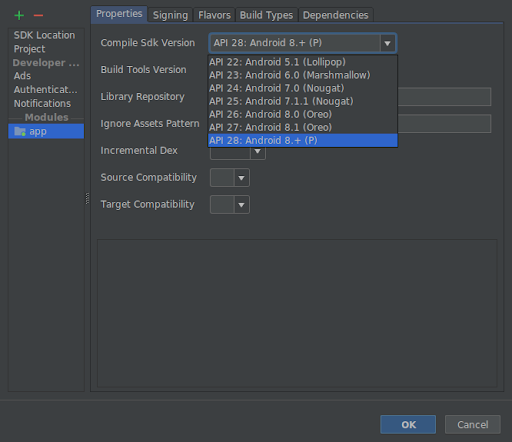 Properties Signing Flavors Build Types Dependencies
SDK Location
Project
Developer ...
Ads
Authenticat...
Notifications
Modules
app
Compile Sdk Version API 28: Android 8.+ (P)
API 22: Android 5.1 (Lollipop)
API 23: Android 6.0 (Marshmallow)
API 24: Android 7.0 (Nougat)
API 25: Android 7.1.1 (Nougat)
API 26: Android 8.0 (Oreo)
API 27: Android 8.1 (Oreo)
API 28: Android 8.+ (P)
Build Tools Version
Library Repository
Ignore Assets Pattern
Incremental Dex
Source Compatibility
Target Compatibility
OK Cancel